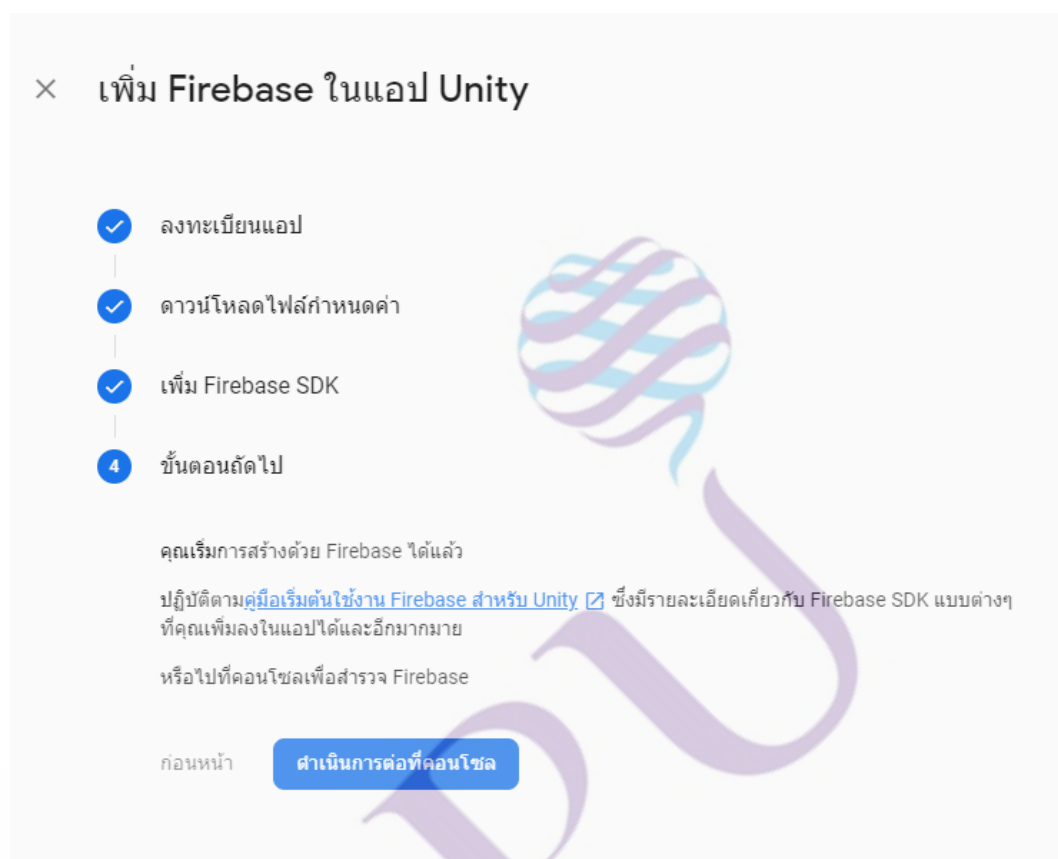 เพิ่ม Firebase ในแอป Unity
ลงทะเบียนแอป
ดาวน์โหลดไฟล์กำหนดค่า
เพิ่ม Firebase SDK
4 ขั้นตอนถัดไป
คุณเริ่มการสร้างด้วย Firebase ได้แล้ว
ปฏิบัติตามคู่มือเริ่มต้นใช้งาน Firebase สำหรับ Unity ซึ่งมีรายละเอียดเกี่ยวกับ Firebase SDK แบบต่างๆ
ที่คุณเพิ่มลงในแอปได้และอีกมากมาย
หรือไปที่คอนโซลเพื่อสำรวจ Firebase
ก่อนหน้า ดำเนินการต่อที่คอนโซล
PU